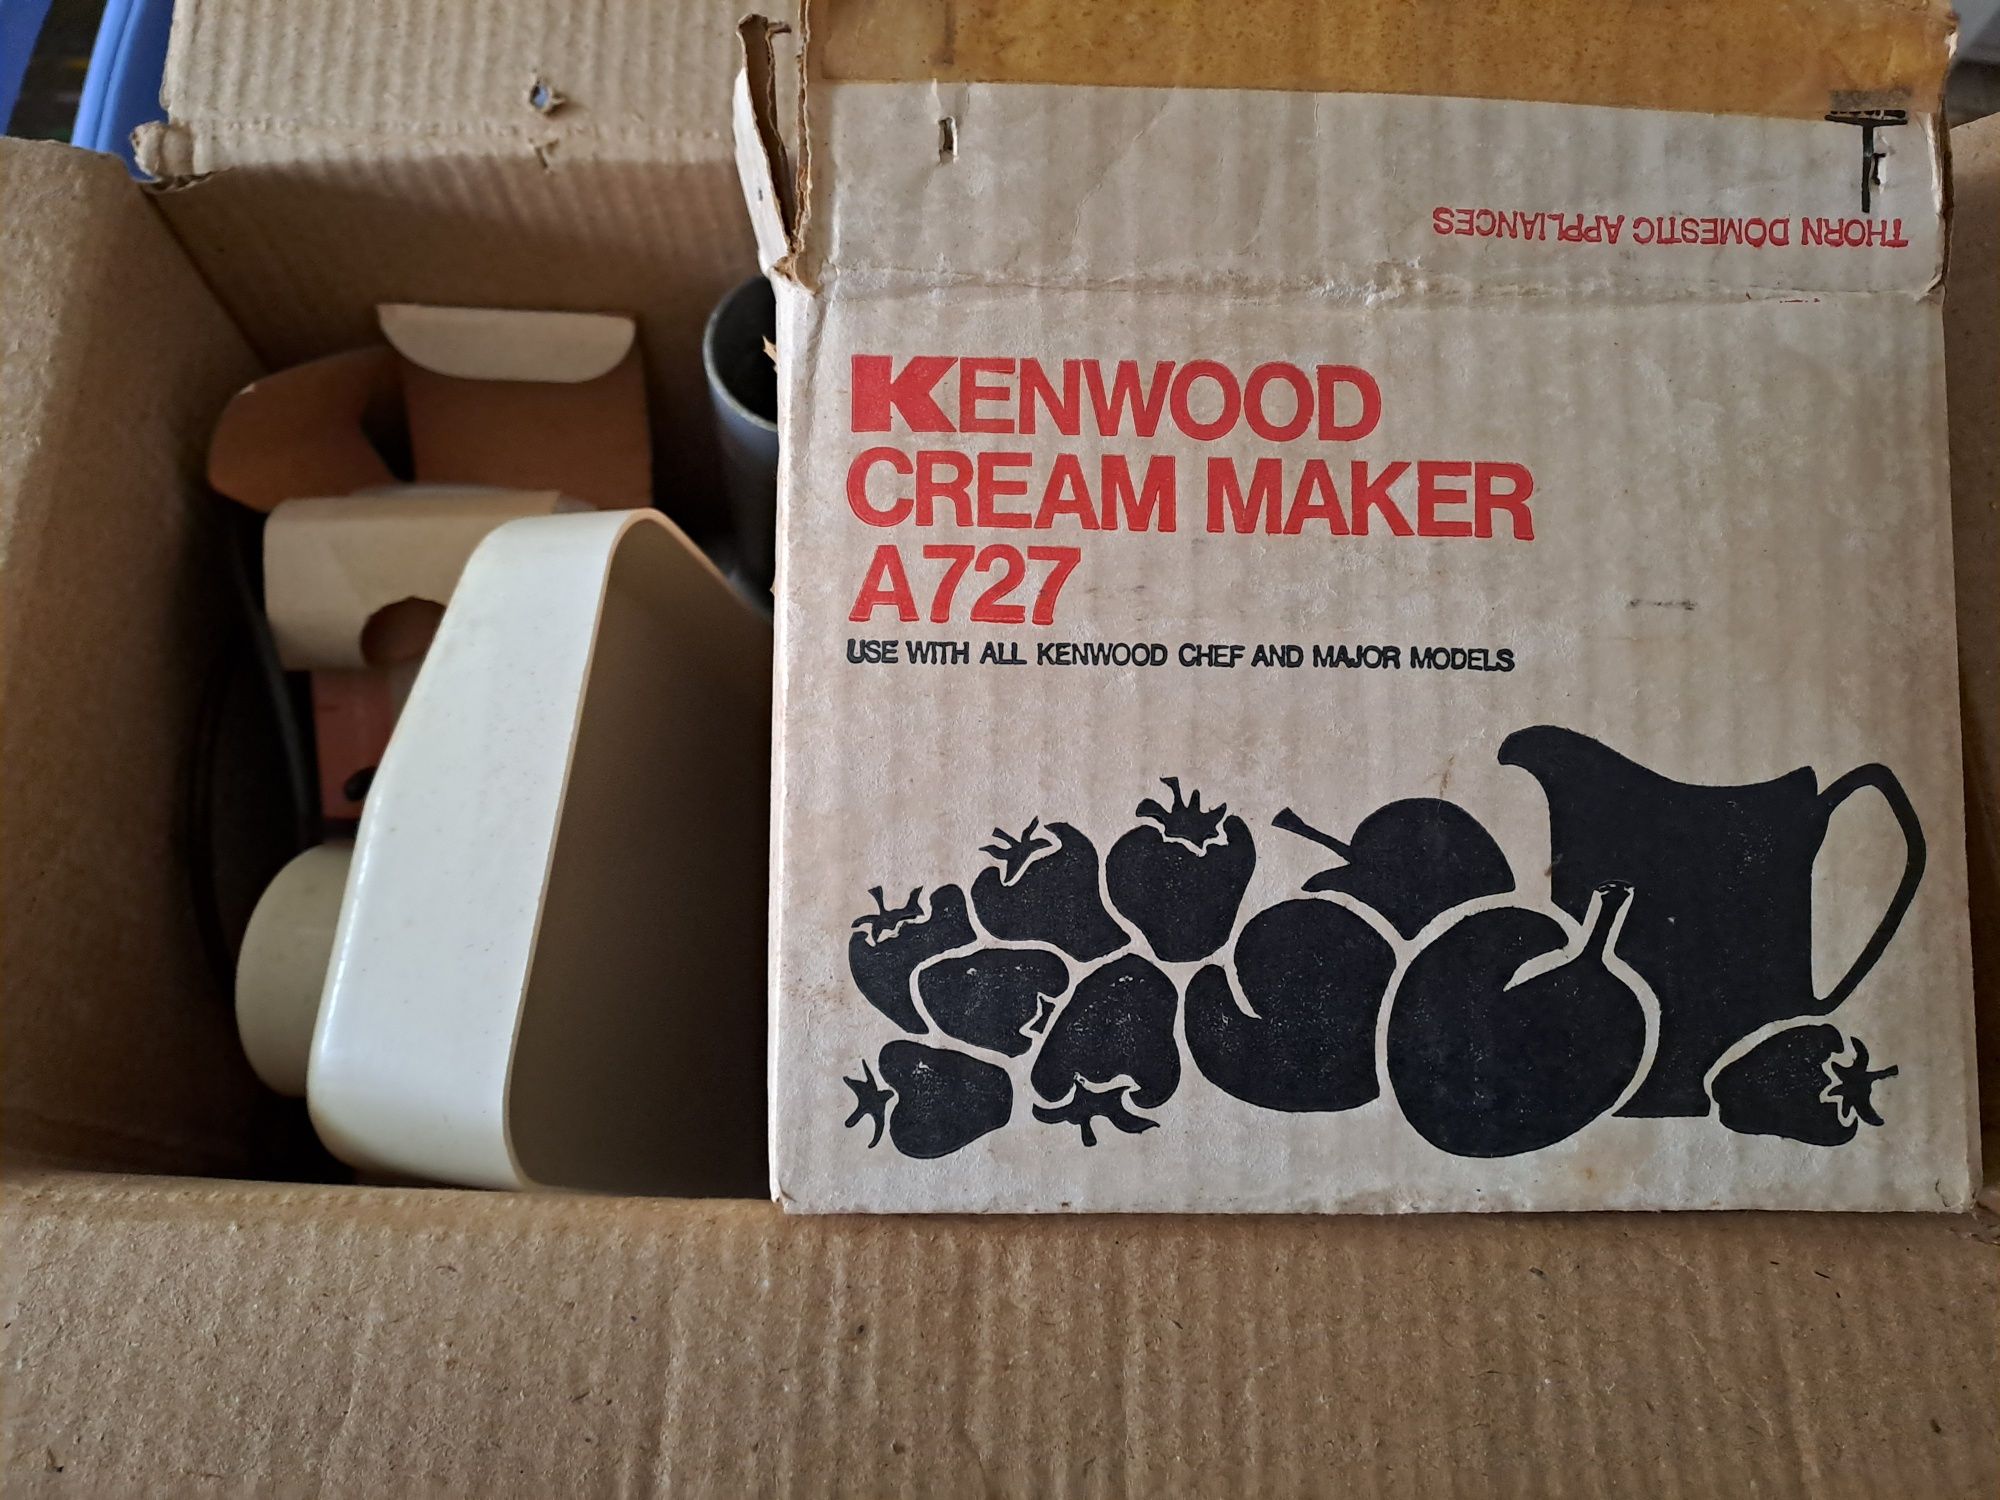 THORN DOMESTIC APPLIANCES
KENWOOD
CREAM MAKER
A727
USE WITH ALL KENWOOD CHEF AND MAJOR MODELS